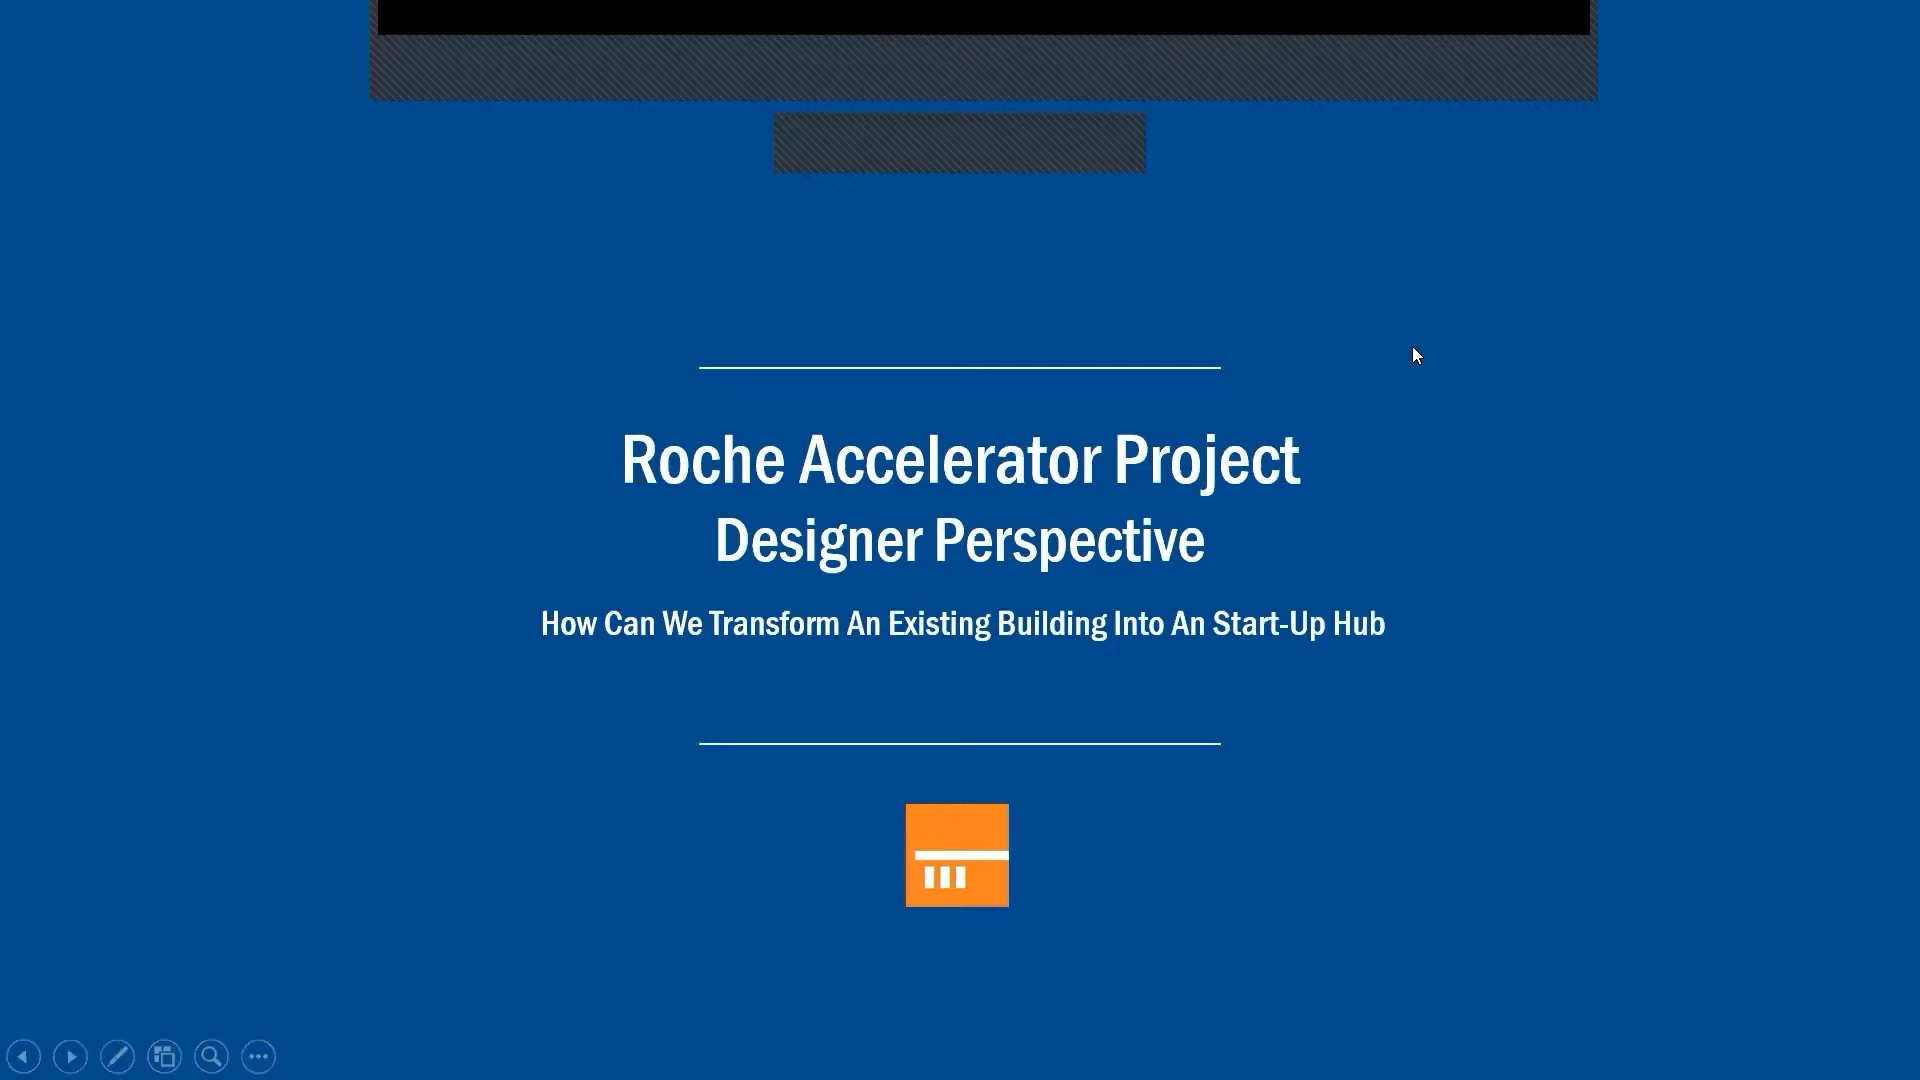 Roche Accelerator Project
Designer Perspective
How Can We Transform An Existing Building Into An Start-Up Hub